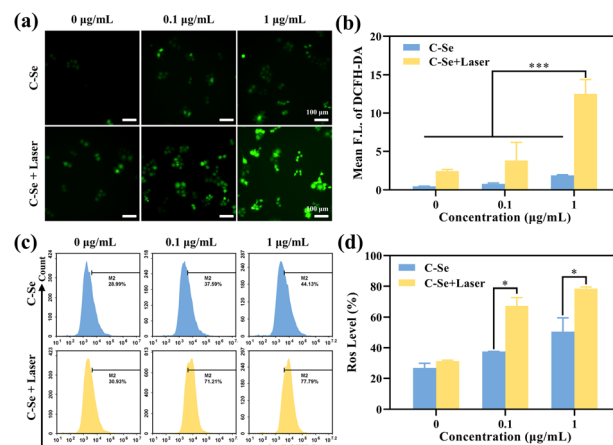 (a)
0 µg/mL
0.1 µg/mL
1 µg/mL
C-Se
C-Se + Laser
100 µm
100 µm
(b)
C-Se
C-Se+Laser
***
Mean F.L. of DCFH-DA
20
15
10
5
0
0
0.1
1
Concentration (µg/mL)
(c)
0 µg/mL
0.1 µg/mL
1 µg/mL
Count
C-Se
C-Se + Laser
M2
28.99%
M2
37.59%
M2
44.13%
M2
30.93%
M2
71.21%
M2
77.79%
(d)
C-Se
C-Se+Laser
*
*
Ros Level (%)
100
80
60
40
20
0
0
0.1
1
Concentration (µg/mL)